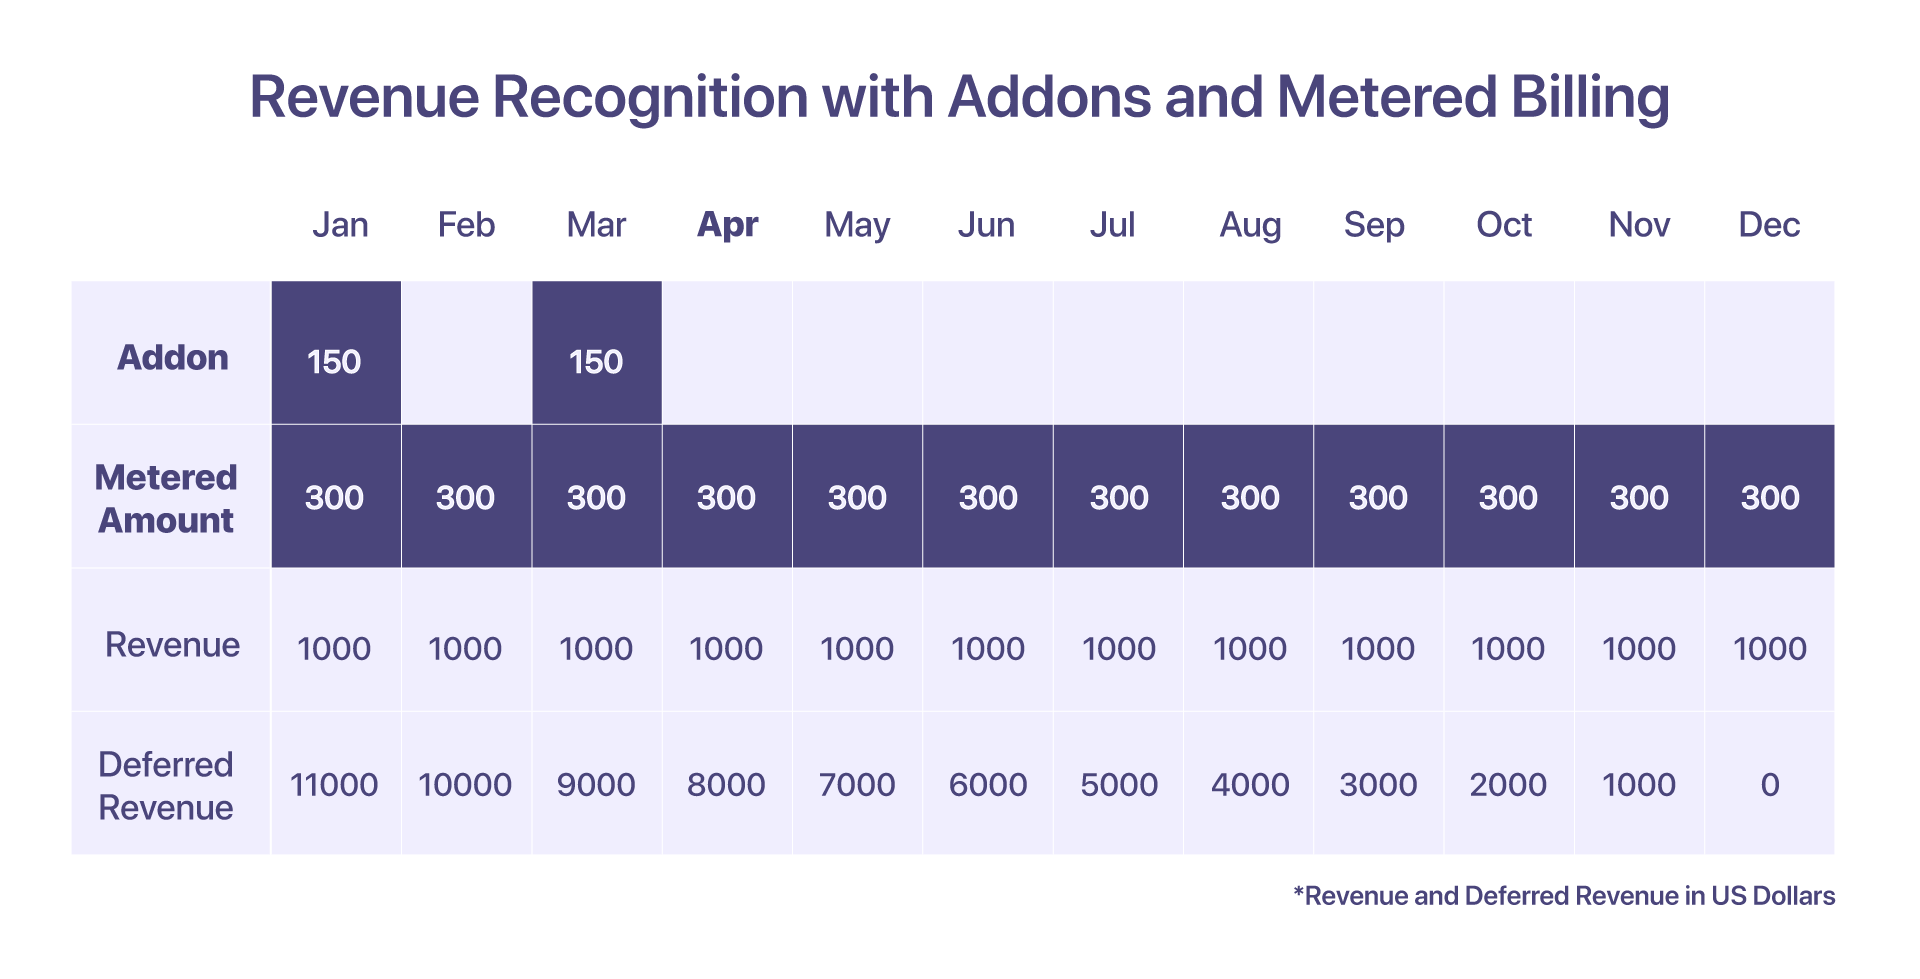 Revenue Recognition with Addons and Metered Billing
Jan Feb Mar Apr May Jun Jul Aug Sep Oct Nov Dec
Addon 150 150
Metered
Amount
300 300 300 300 300 300 300 300 300 300 300 300
Revenue 1000 1000 1000 1000 1000 1000 1000 1000 1000 1000 1000 1000
Deferred
Revenue
11000 10000 9000 8000 7000 6000 5000 4000 3000 2000 1000 0
*Revenue and Deferred Revenue in US Dollars